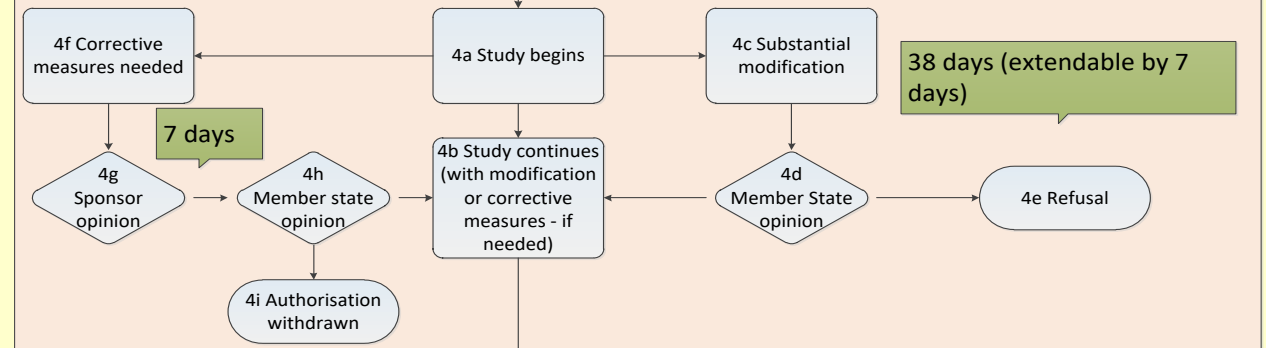 4f Corrective
measures needed
4a Study begins
4c Substantial
modification
38 days (extendable by 7
days)
7 days
4g
Sponsor
opinion
4h
Member state
opinion
4b Study continues
(with modification
or corrective
measures - if
needed)
4d
Member State
opinion
4e Refusal
4i Authorisation
withdrawn